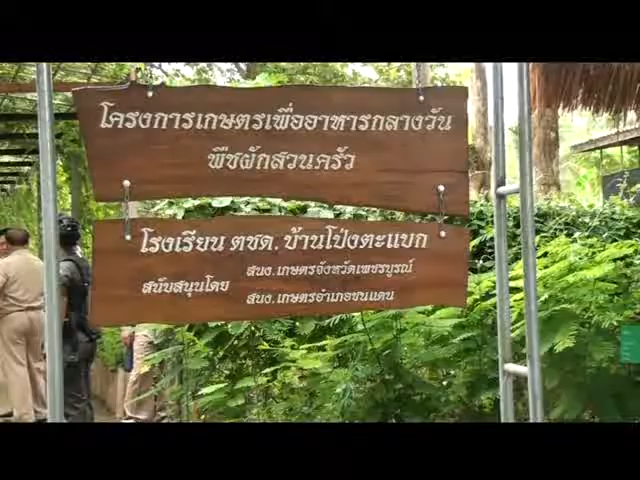 โครงการเกษตรเพื่ออาหารกลางวัน
พืชผักสวนครัว
โรงเรียน ตชด. บ้านโป่งตะแบก
สนับสนุนโดย
สนง.เกษตรจังหวัดเพชรบูรณ์
สนง.เกษตรอำเภอชนแดน